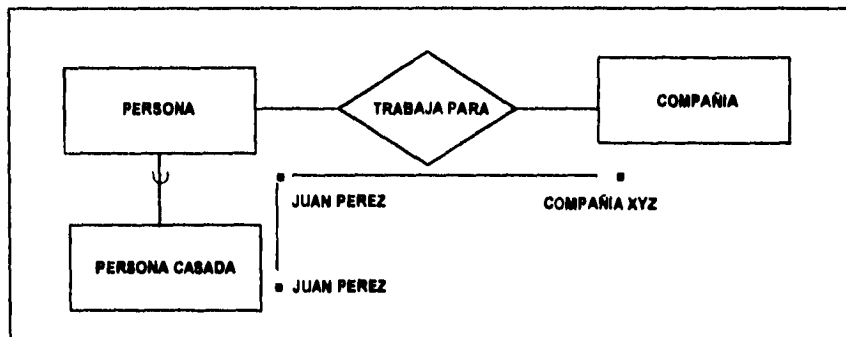 PERSONA
TRABAJA PARA
COMPAÑIA
JUAN PEREZ
COMPAÑIA XYZ
PERSONA CASADA
JUAN PEREZ